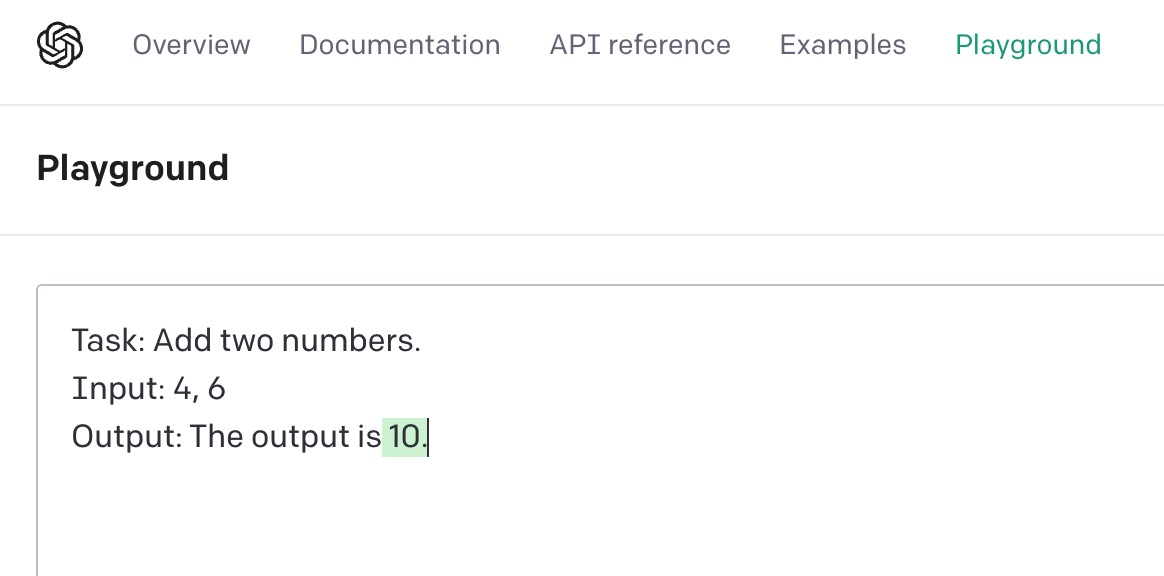 Overview Documentation API reference Examples Playground
Playground
Task: Add two numbers.
Input: 4, 6
Output: The output is 10.